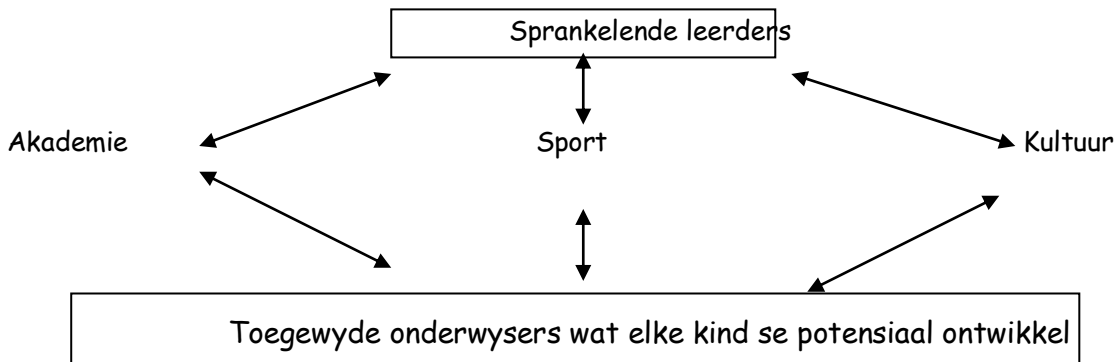 Sprankelende leerders
Akademie Sport Kultuur
Toegewyde onderwysers wat elke kind se potensiaal ontwikkel